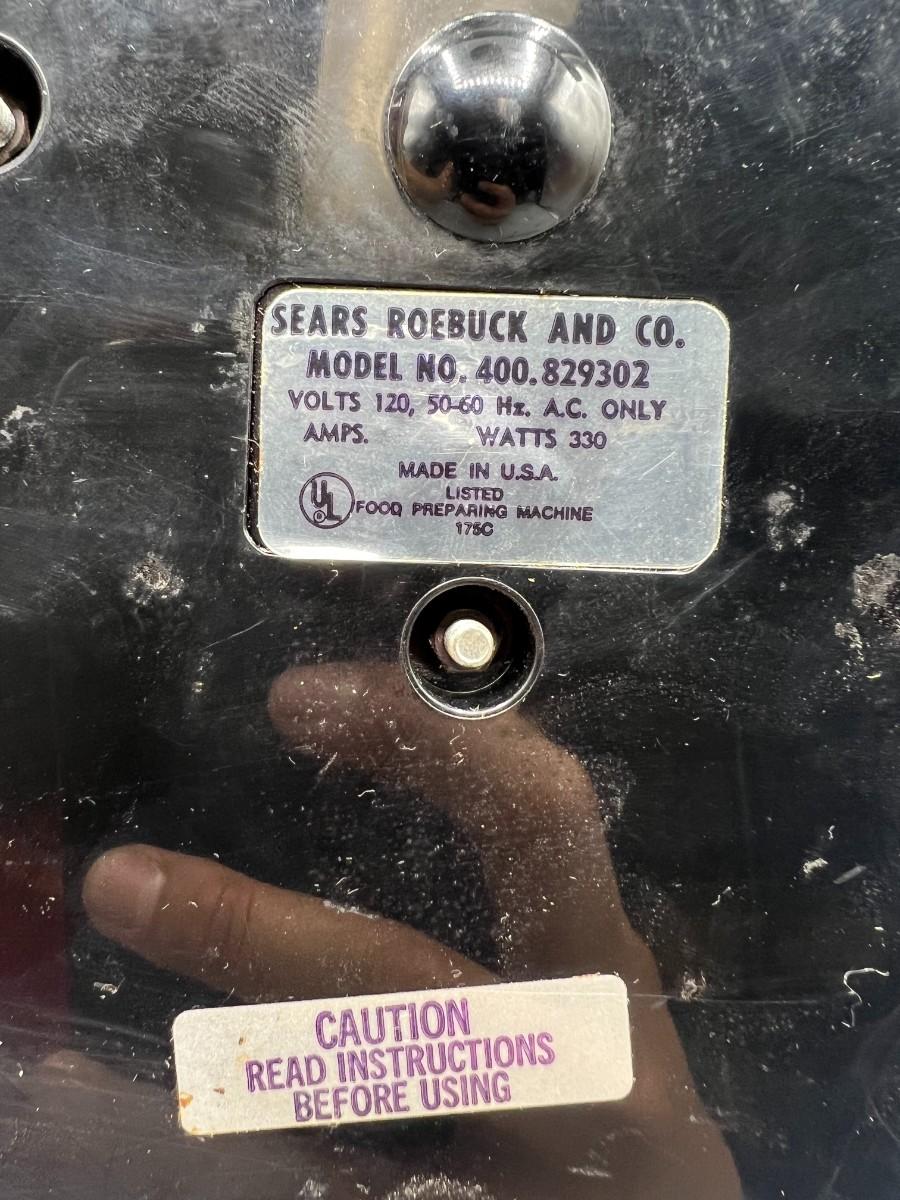 SEARS ROEBUCK AND CO.
MODEL NO. 400.829302
VOLTS 120, 50-60 Hz. A.C. ONLY
AMPS. WATTS 330
MADE IN U.S.A.
UL ®
LISTED
FOOD PREPARING MACHINE
175C
CAUTION
READ INSTRUCTIONS
BEFORE USING